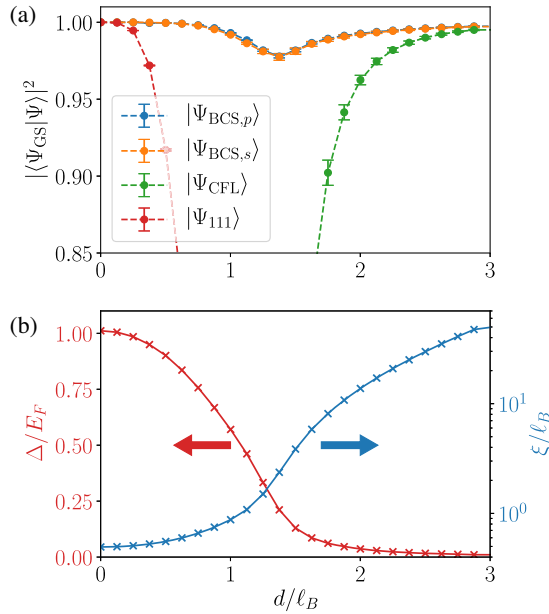 (a)
|⟨Ψ_GS|Ψ⟩|²
1.00
0.95
0.90
0.85
|Ψ_BCS,p⟩
|Ψ_BCS,s⟩
|Ψ_CFL⟩
|Ψ_111⟩
0 1 2 3
(b)
Δ/E_F
1.00
0.75
0.50
0.25
0.00
ξ/ℓ_B
10¹
10⁰
0 1 2 3
d/ℓ_B